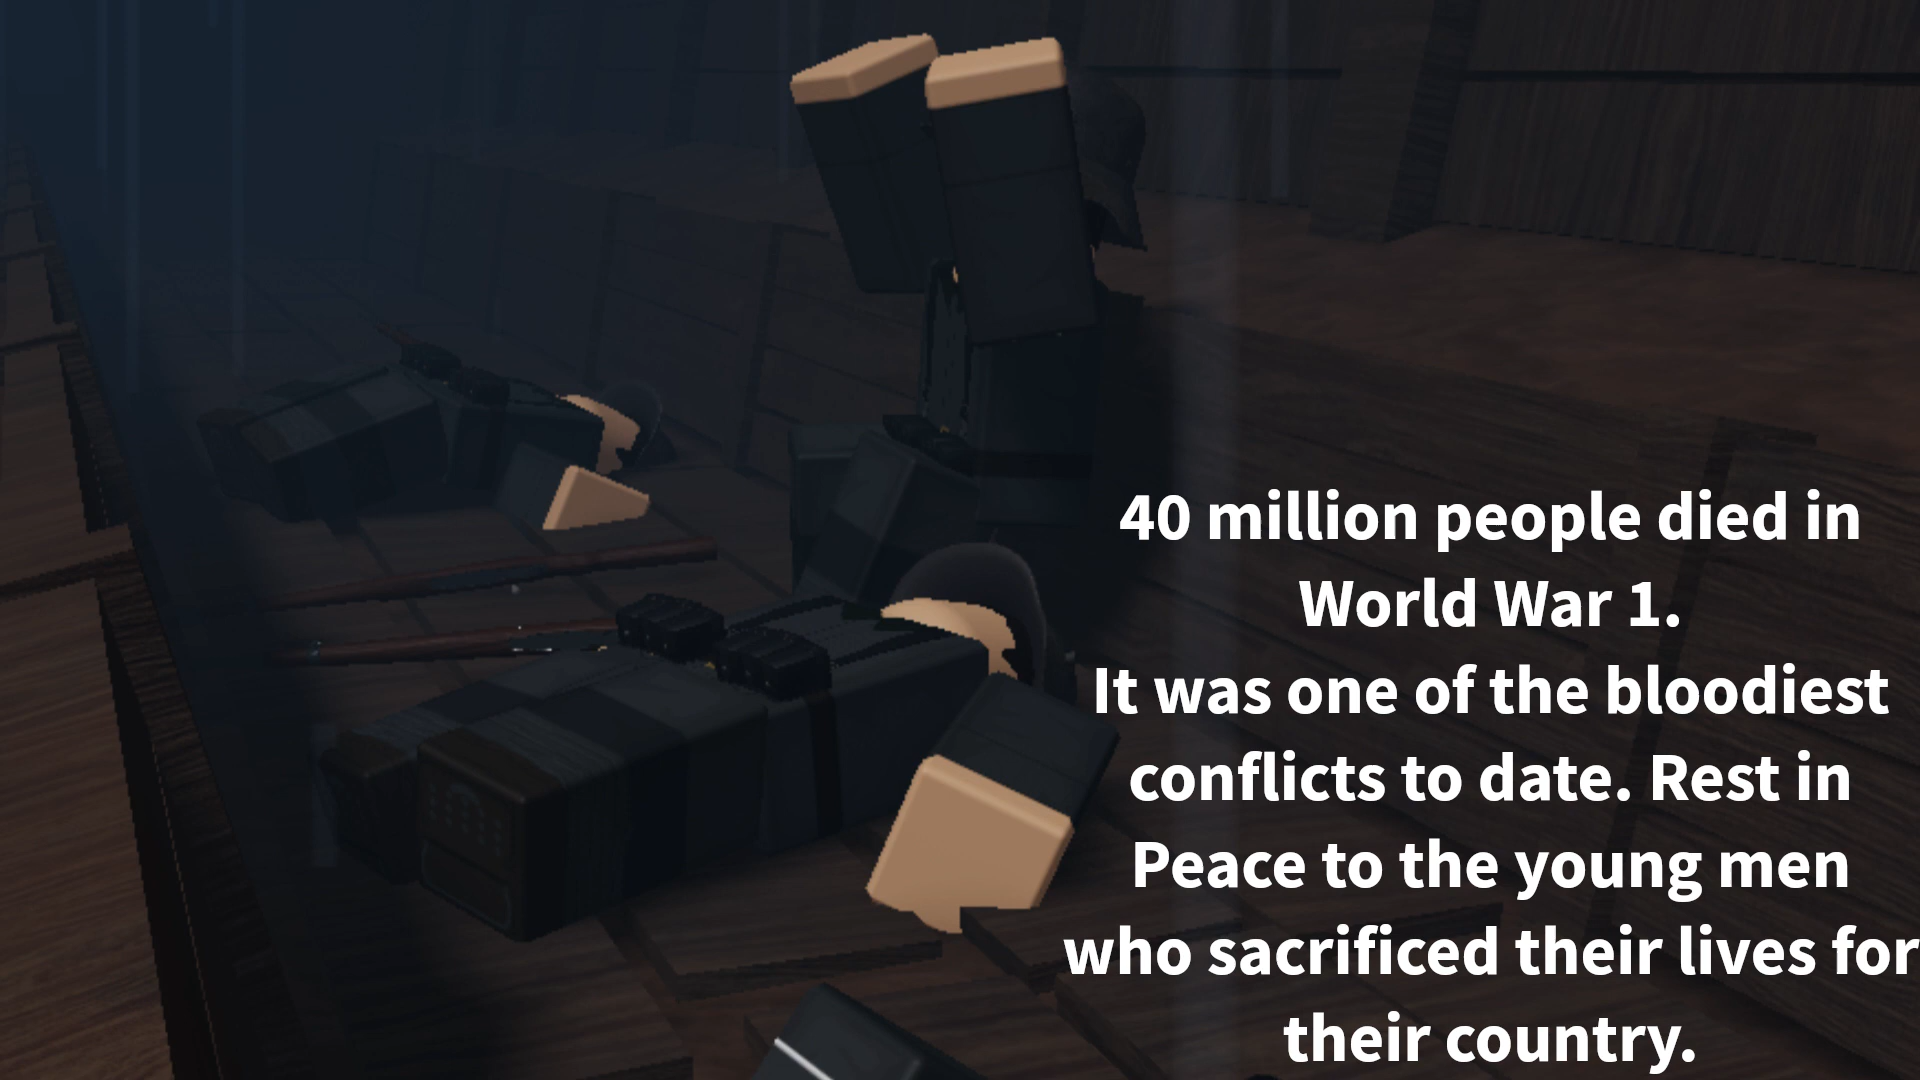 40 million people died in
World War 1.
It was one of the bloodiest
conflicts to date. Rest in
Peace to the young men
who sacrificed their lives for
their country.